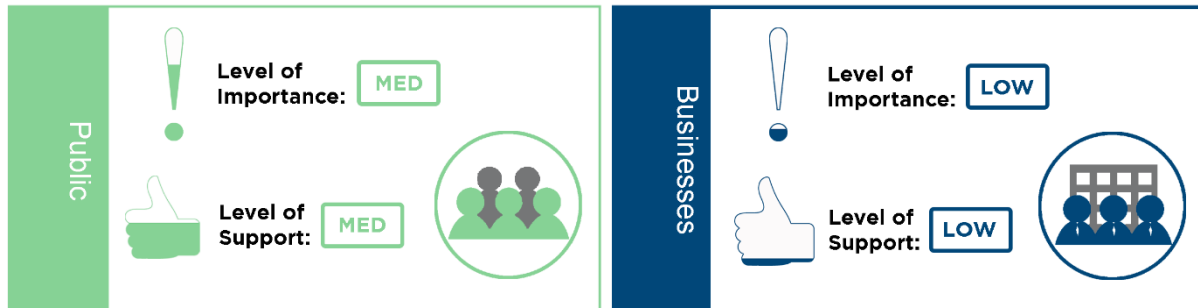 Public
Level of
Importance:
MED
Level of
Support:
MED
Businesses
Level of
Importance:
LOW
Level of
Support:
LOW